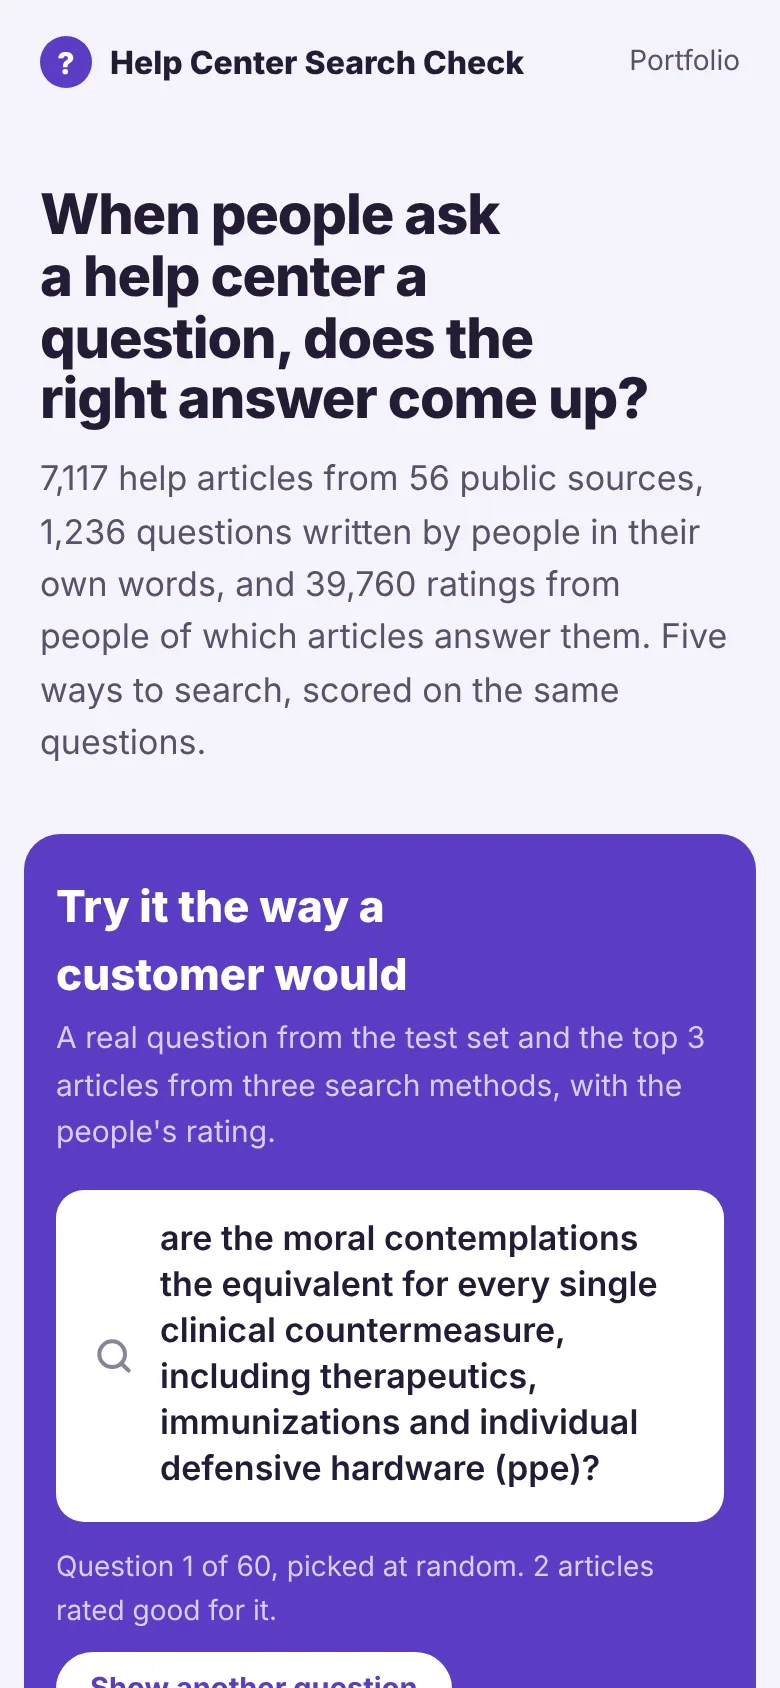 ?
Help Center Search Check
Portfolio
When people ask
a help center a
question, does the
right answer come up?
7,117 help articles from 56 public sources,
1,236 questions written by people in their
own words, and 39,760 ratings from
people of which articles answer them. Five
ways to search, scored on the same
questions.
Try it the way a
customer would
A real question from the test set and the top 3
articles from three search methods, with the
people's rating.
are the moral contemplations
the equivalent for every single
clinical countermeasure,
including therapeutics,
immunizations and individual
defensive hardware (ppe)?
Question 1 of 60, picked at random. 2 articles
rated good for it.
Show another question